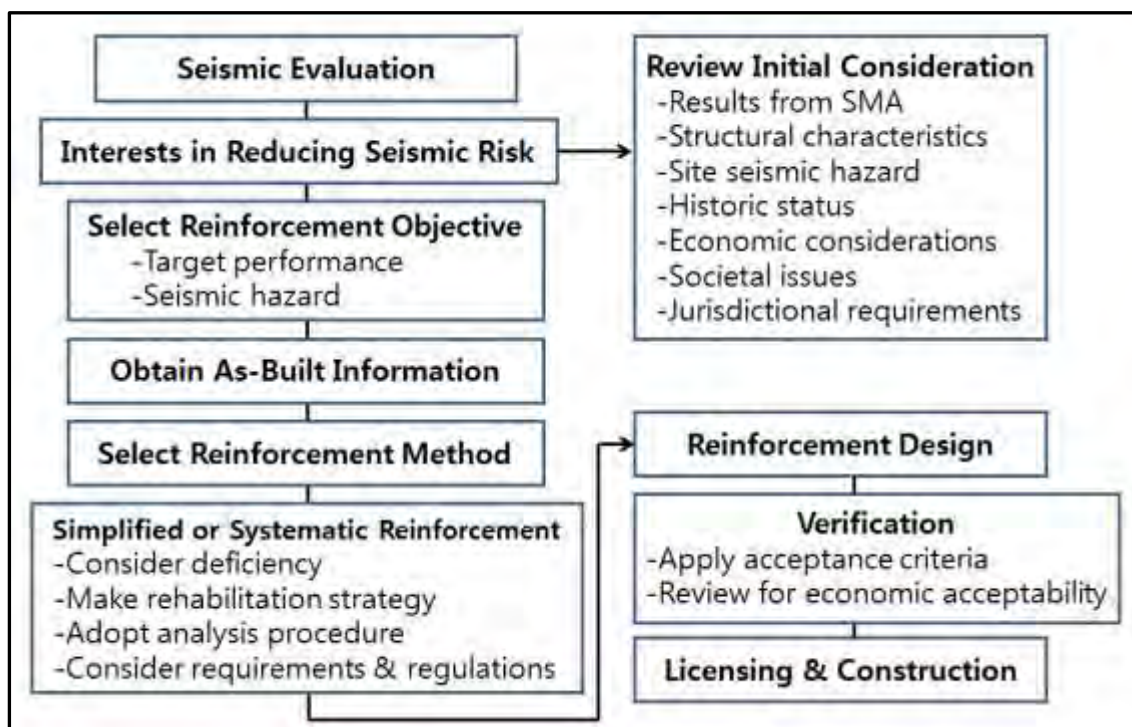 Seismic Evaluation
Interests in Reducing Seismic Risk
Select Reinforcement Objective
-Target performance
-Seismic hazard
Obtain As-Built Information
Select Reinforcement Method
Simplified or Systematic Reinforcement
-Consider deficiency
-Make rehabilitation strategy
-Adopt analysis procedure
-Consider requirements & regulations
Review Initial Consideration
-Results from SMA
-Structural characteristics
-Site seismic hazard
-Historic status
-Economic considerations
-Societal issues
-Jurisdictional requirements
Reinforcement Design
Verification
-Apply acceptance criteria
-Review for economic acceptability
Licensing & Construction